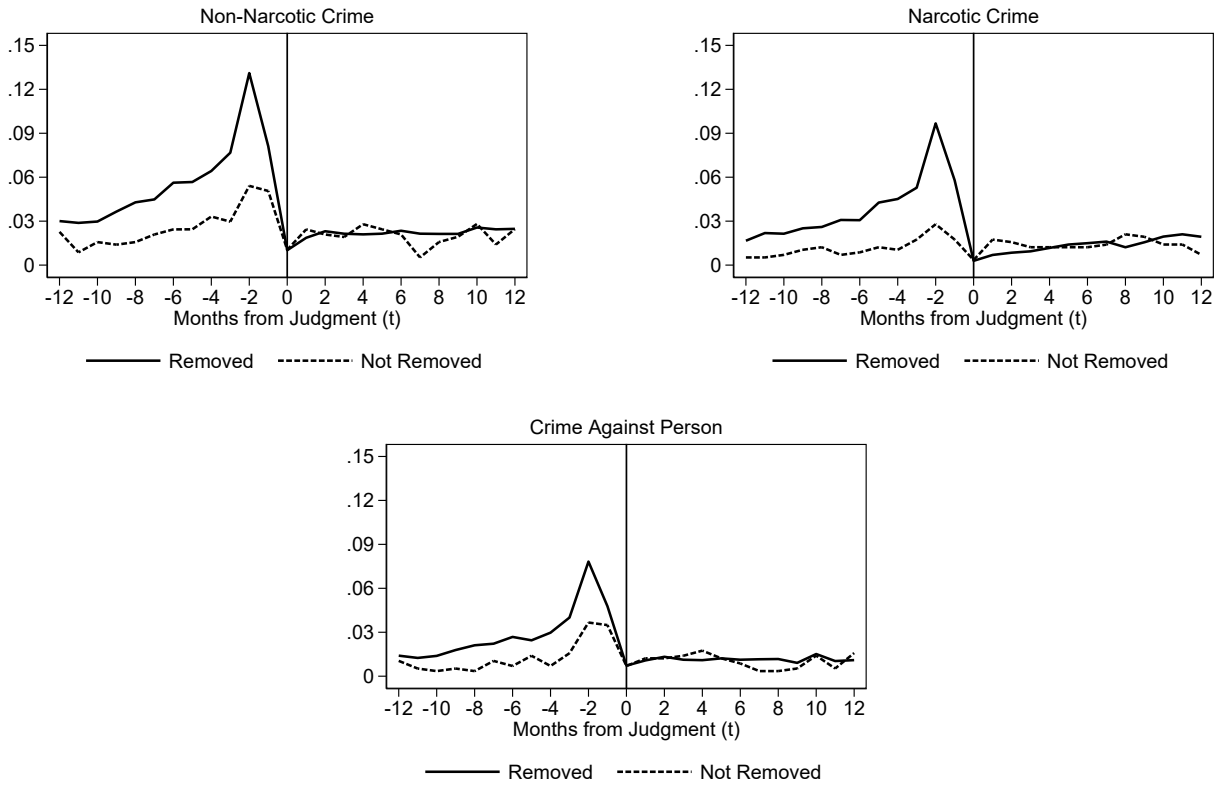 Non-Narcotic Crime
.15
.12
.09
.06
.03
0
-12 -10 -8 -6 -4 -2 0 2 4 6 8 10 12
Months from Judgment (t)
Removed Not Removed
Narcotic Crime
.15
.12
.09
.06
.03
0
-12 -10 -8 -6 -4 -2 0 2 4 6 8 10 12
Months from Judgment (t)
Removed Not Removed
Crime Against Person
.15
.12
.09
.06
.03
0
-12 -10 -8 -6 -4 -2 0 2 4 6 8 10 12
Months from Judgment (t)
Removed Not Removed